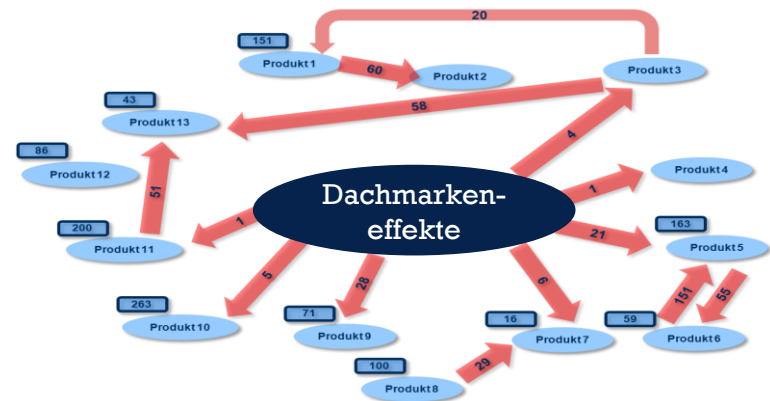 20
151
Produkt1
60
Produkt2
Produkt3
43
58
Produkt13
4
86
Produkt12
51
Dachmarken-
effekte
1
Produkt4
200
1
21
163
Produkt11
Produkt5
5
28
6
151
55
263
71
16
59
Produkt10
Produkt9
Produkt7
Produkt6
100
29
Produkt8